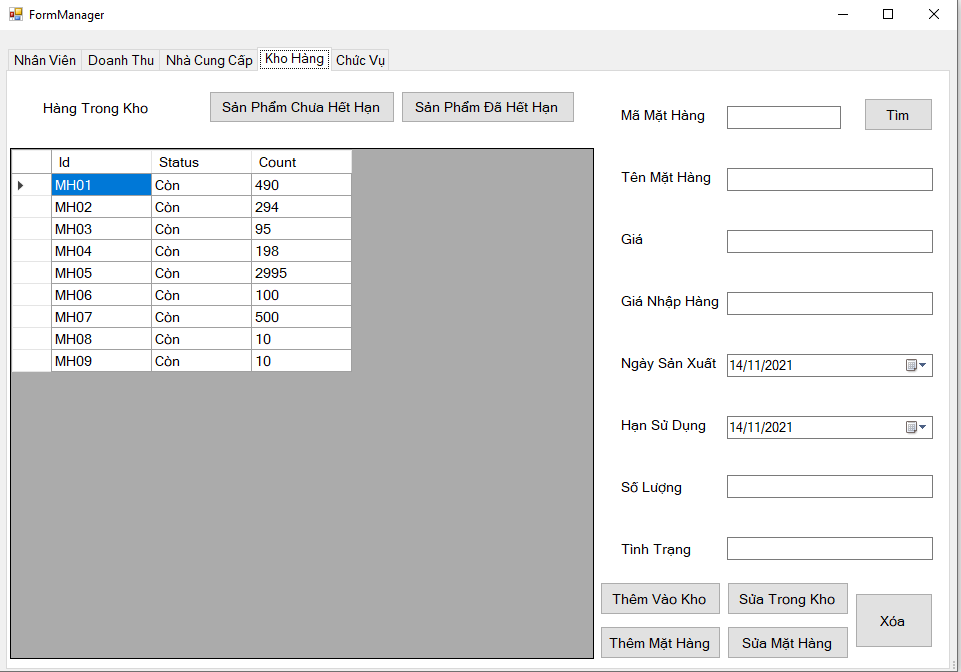 FormManager
Nhân Viên Doanh Thu Nhà Cung Cấp Kho Hàng Chức Vụ
Hàng Trong Kho Sản Phẩm Chưa Hết Hạn Sản Phẩm Đã Hết Hạn
Id Status Count
MH01 Còn 490
MH02 Còn 294
MH03 Còn 95
MH04 Còn 198
MH05 Còn 2995
MH06 Còn 100
MH07 Còn 500
MH08 Còn 10
MH09 Còn 10
Mã Mặt Hàng Tìm
Tên Mặt Hàng
Giá
Giá Nhập Hàng
Ngày Sản Xuất 14/11/2021
Hạn Sử Dụng 14/11/2021
Số Lượng
Tình Trạng
Thêm Vào Kho Sửa Trong Kho
Thêm Mặt Hàng Sửa Mặt Hàng
Xóa